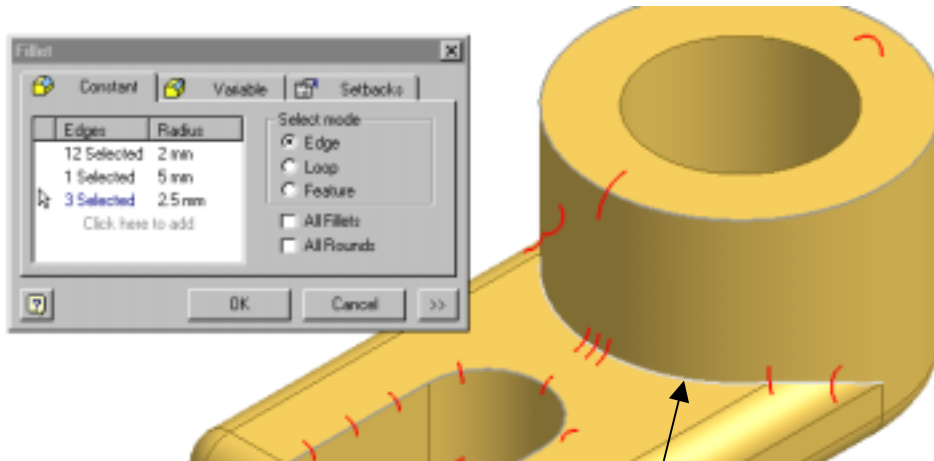 Fillet
Constant Variable Setbacks
Edges Radius
12 Selected 2 mm
1 Selected 5 mm
3 Selected 2.5 mm
Click here to add
Select mode
Edge
Loop
Feature
All Fillets
All Rounds
? OK Cancel >>